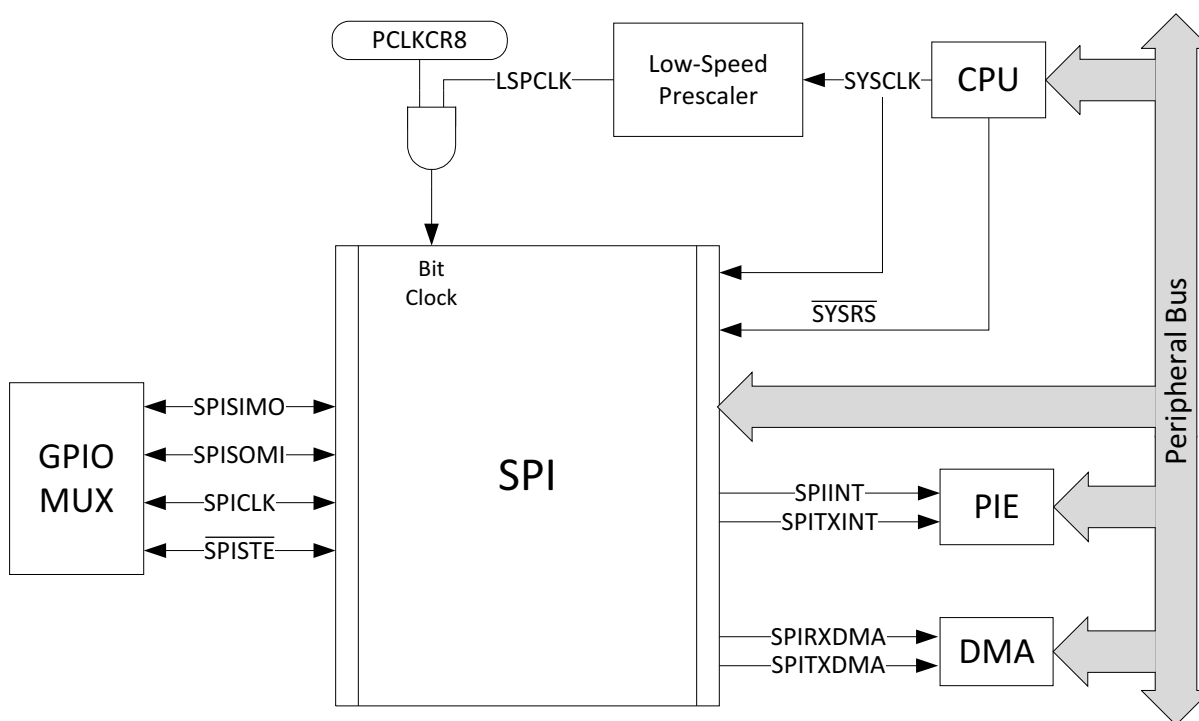 PCLKCR8
LSPCLK
Low-Speed
Prescaler
SYSCLK
CPU
Bit
Clock
SYSRS
Peripheral Bus
GPIO
MUX
SPISIMO
SPISOMI
SPICLK
SPISTE
SPI
SPIINT
SPITXINT
PIE
SPIRXDMA
SPITXDMA
DMA